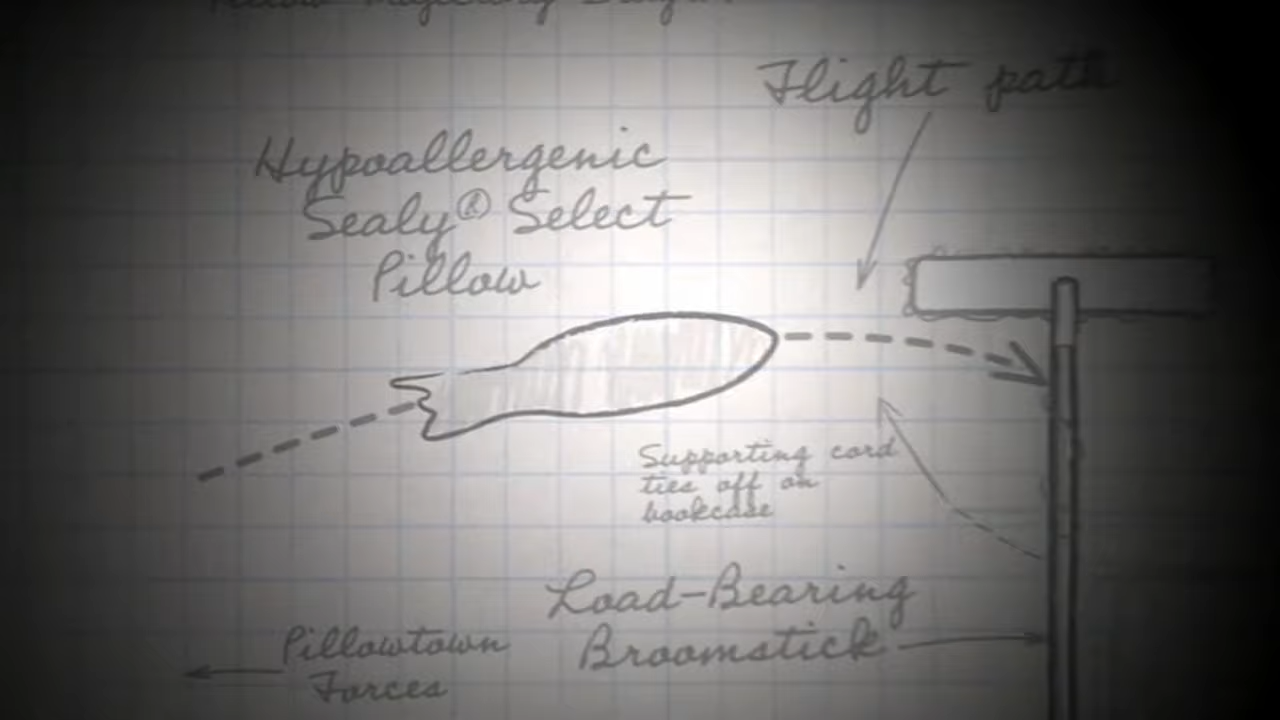 Flight path
Hypoallergenic
Sealy® Select
Pillow
Supporting cord
ties off on
bookcase
Load-Bearing
Broomstick
Pillowtown
Forces